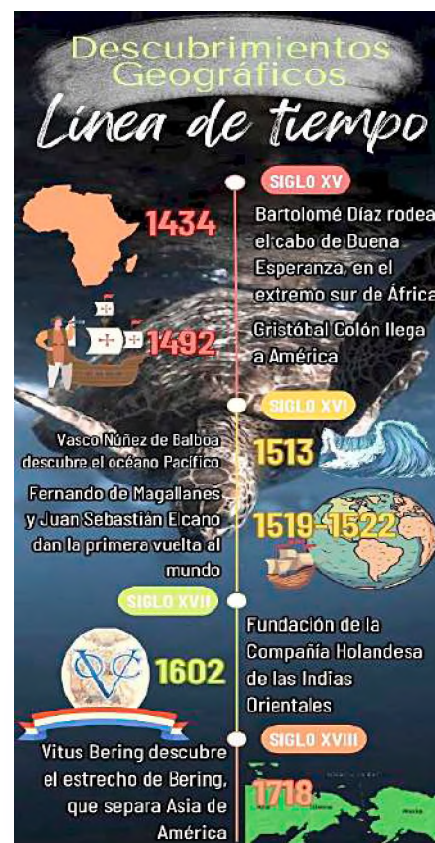 Descubrimientos
Geográficos
Línea de tiempo
SIGLO XV
1434
Bartolomé Díaz rodea
el cabo de Buena
Esperanza, en el
extremo sur de África
1492
Gristóbal Colón llega
a América
SIGLO XVI
Vasco Núñez de Balboa
descubre el océano Pacífico
1513
Fernando de Magallanes
y Juan Sebastián Elcano
dan la primera vuelta al
mundo
1519-1522
SIGLO XVII
1602
Fundación de la
Compañía Holandesa
de las Indias
Orientales
SIGLO XVIII
Vitus Bering descubre
el estrecho de Bering,
que separa Asia de
América
1718